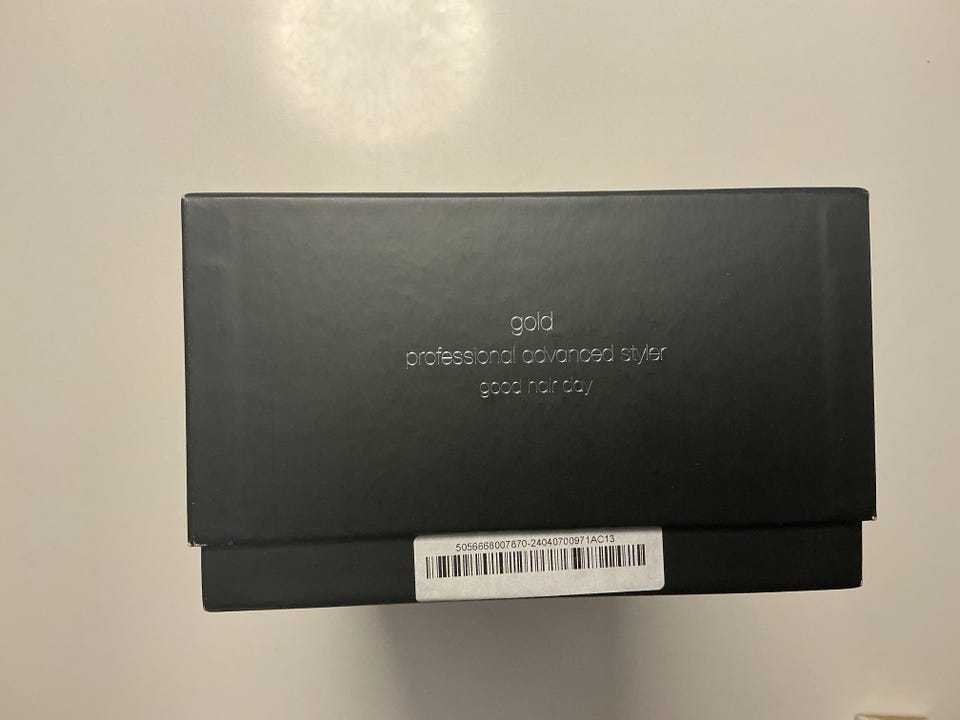 gold
professional advanced styler
good hair day
5056668007870-24040700971AC13